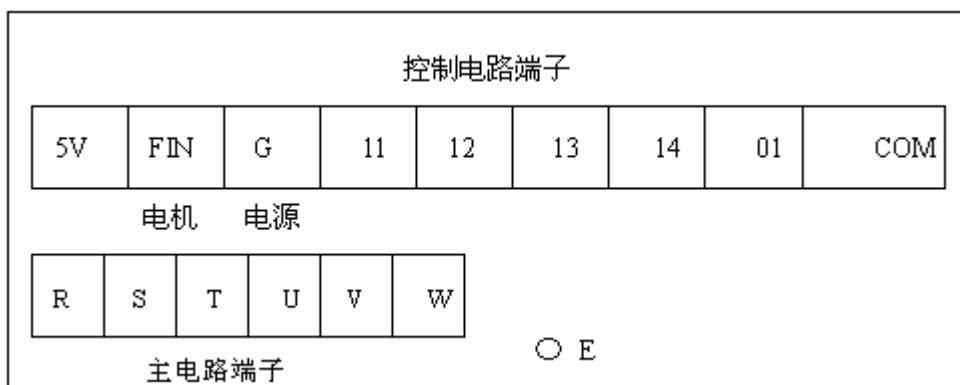 控制电路端子
5V FIN G 11 12 13 14 01 COM
电机 电源
R S T U V W
E
主电路端子